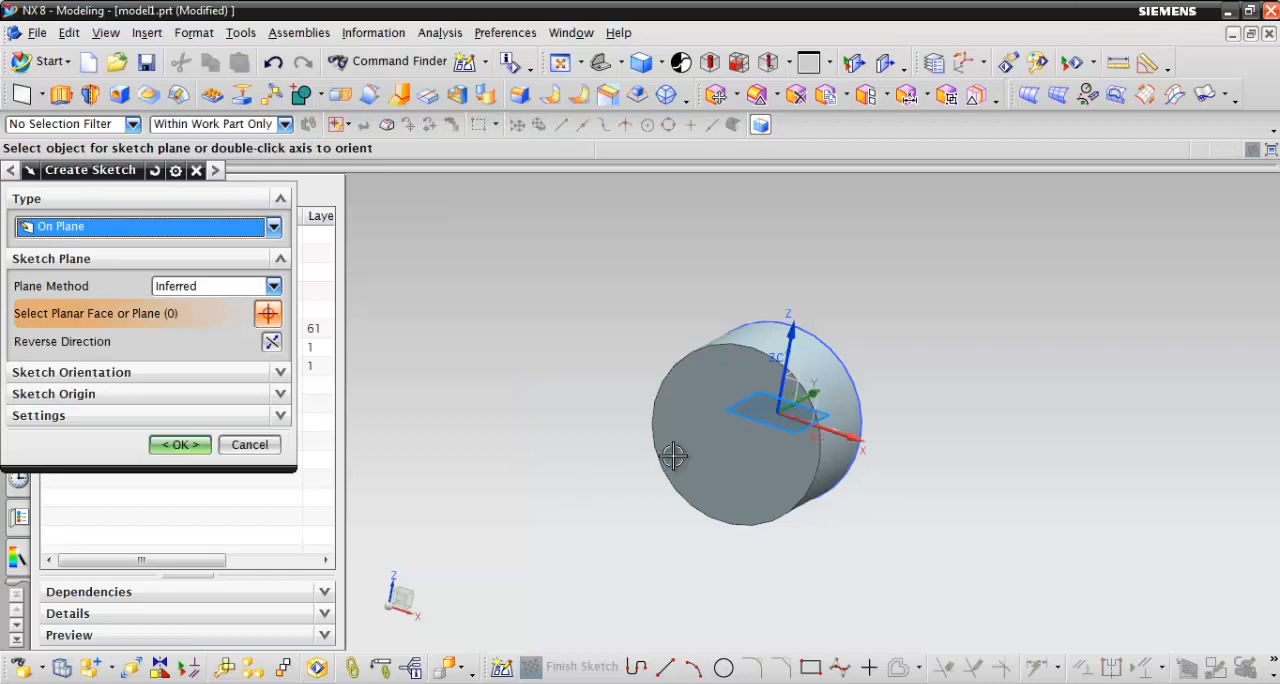 NX 8 - Modeling - [model1.prt (Modified) ]
SIEMENS
File Edit View Insert Format Tools Assemblies Information Analysis Preferences Window Help
Start Command Finder
No Selection Filter Within Work Part Only
Select object for sketch plane or double-click axis to orient
Create Sketch
Type
On Plane
Sketch Plane
Plane Method Inferred
Select Planar Face or Plane (0)
Reverse Direction
Sketch Orientation
Sketch Origin
Settings
< OK > Cancel
Laye
61
1
1
Dependencies
Details
Preview
Z
ZC
Y
X
Z
X
Finish Sketch